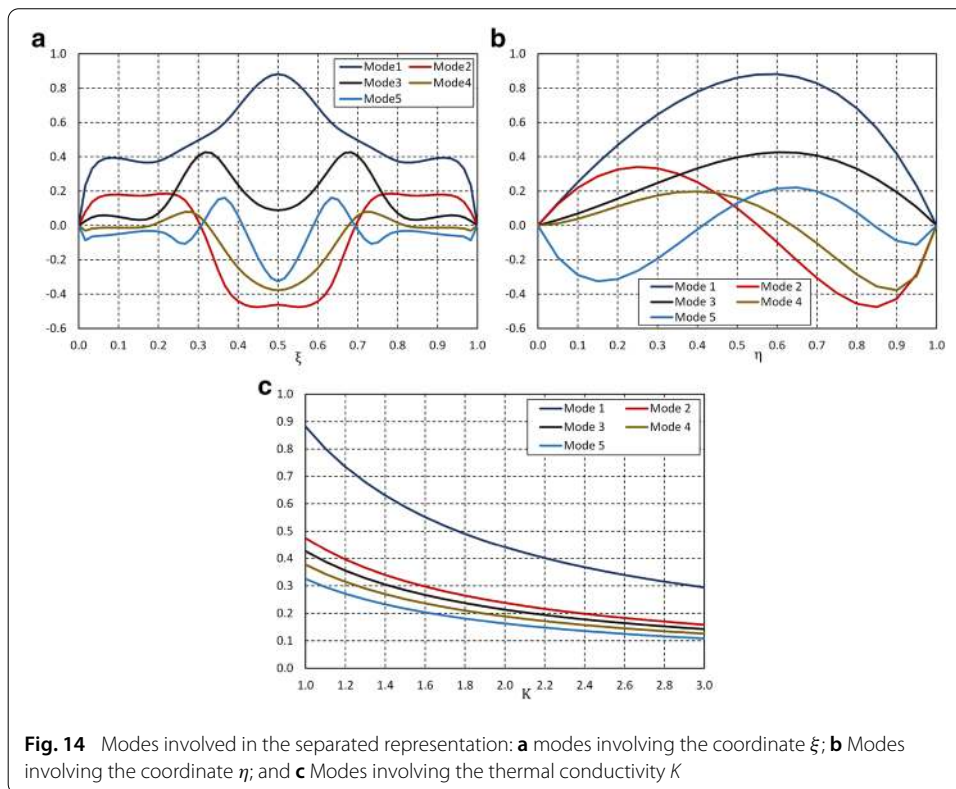 a
1.0
0.8
0.6
0.4
0.2
0.0
-0.2
-0.4
-0.6
Mode1 Mode2
Mode3 Mode4
Mode5
0.0 0.1 0.2 0.3 0.4 0.5 0.6 0.7 0.8 0.9 1.0
ξ
b
1.0
0.8
0.6
0.4
0.2
0.0
-0.2
-0.4
-0.6
Mode 1 Mode 2
Mode 3 Mode 4
Mode 5
0.0 0.1 0.2 0.3 0.4 0.5 0.6 0.7 0.8 0.9 1.0
η
c
1.0
0.9
0.8
0.7
0.6
0.5
0.4
0.3
0.2
0.1
0.0
Mode 1 Mode 2
Mode 3 Mode 4
Mode 5
1.0 1.2 1.4 1.6 1.8 2.0 2.2 2.4 2.6 2.8 3.0
K
Fig. 14 Modes involved in the separated representation: a modes involving the coordinate ξ; b Modes
involving the coordinate η; and c Modes involving the thermal conductivity K